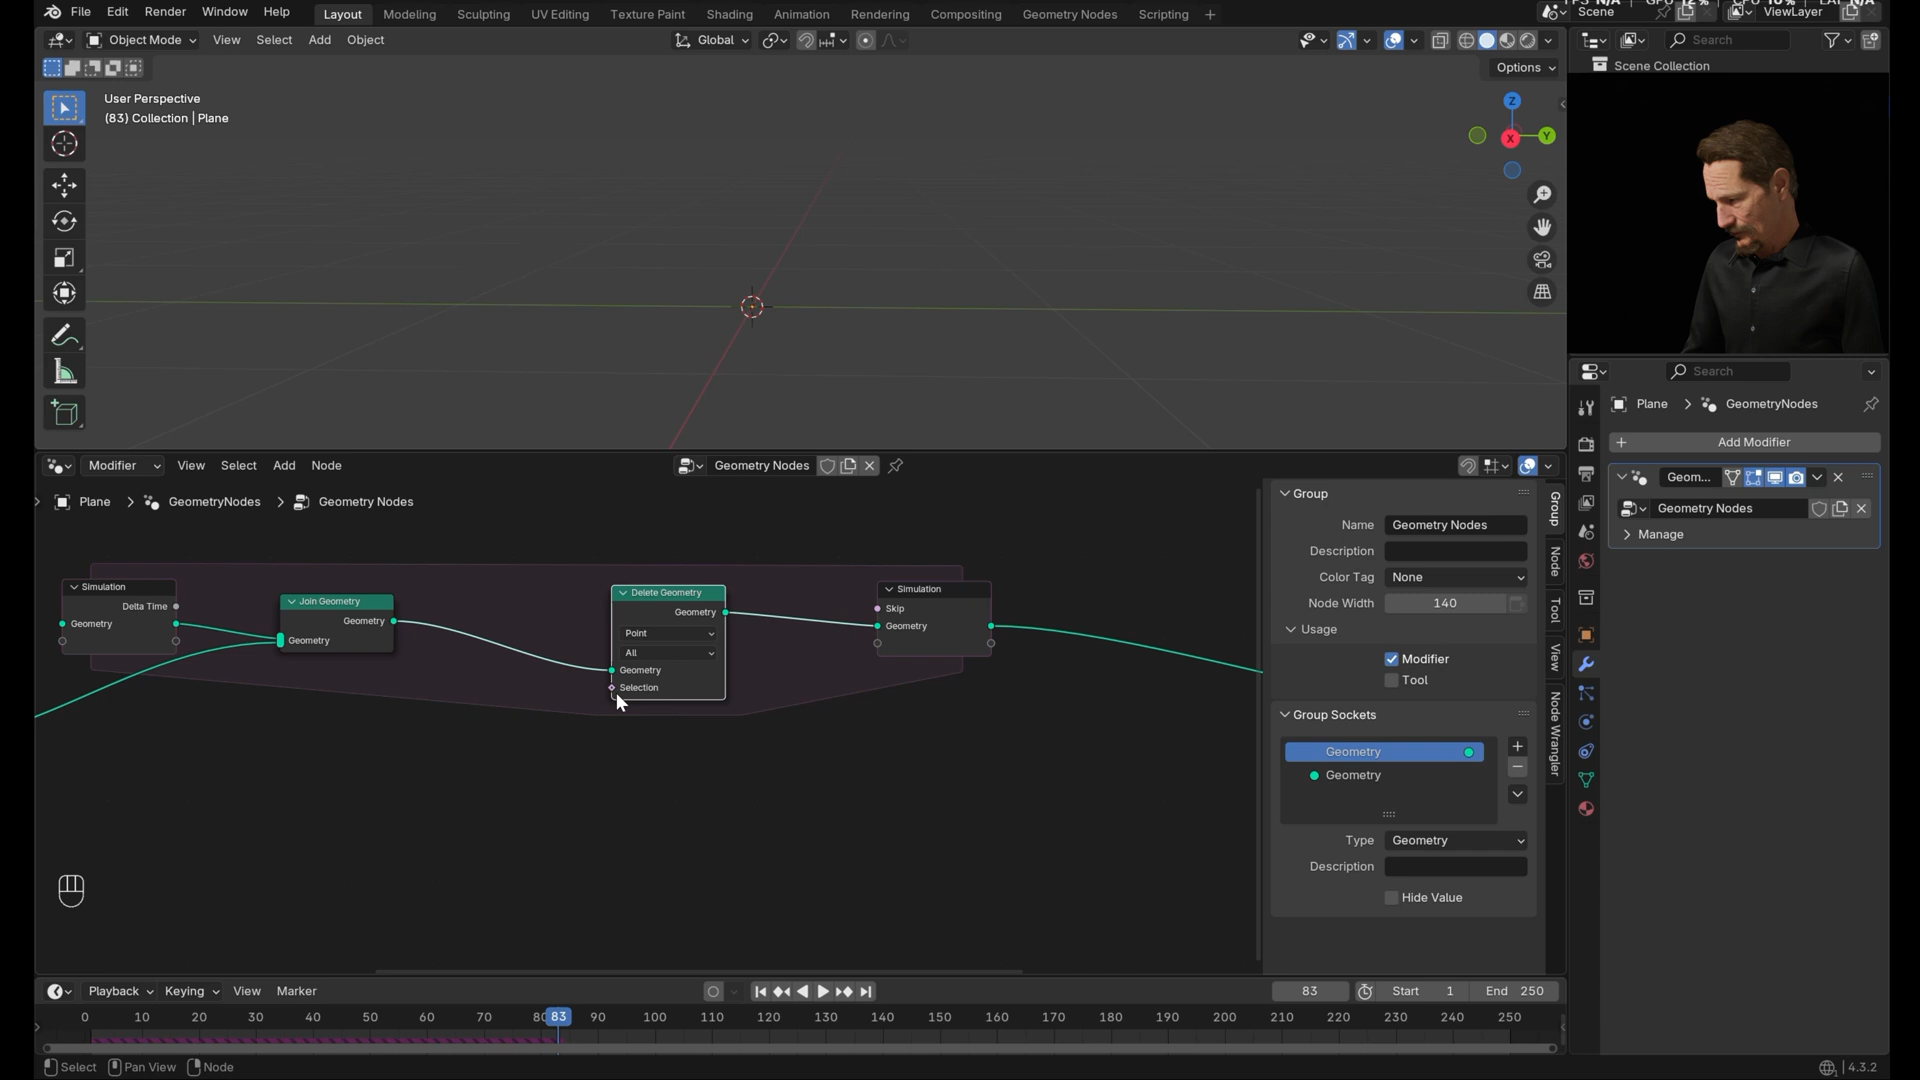 File Edit Render Window Help
Layout Modeling Sculpting UV Editing Texture Paint Shading Animation Rendering Compositing Geometry Nodes Scripting
Scene
ViewLayer
Object Mode View Select Add Object
Global
Search
Options
Scene Collection
User Perspective
(83) Collection | Plane
Z
X
Y
Search
Plane GeometryNodes
Add Modifier
Geom...
Geometry Nodes
Manage
Modifier View Select Add Node
Geometry Nodes
Plane GeometryNodes Geometry Nodes
Simulation
Delta Time
Geometry
Join Geometry
Geometry
Geometry
Delete Geometry
Geometry
Point
All
Geometry
Selection
Simulation
Skip
Geometry
Group
Name Geometry Nodes
Description
Color Tag None
Node Width 140
Usage
Modifier
Tool
Group Sockets
Geometry
Geometry
Type Geometry
Description
Hide Value
Group
Node
Tool
View
Node Wrangler
Playback Keying View Marker
83 Start 1 End 250
0 10 20 30 40 50 60 70 80 83 90 100 110 120 130 140 150 160 170 180 190 200 210 220 230 240 250
Select Pan View Node
4.3.2